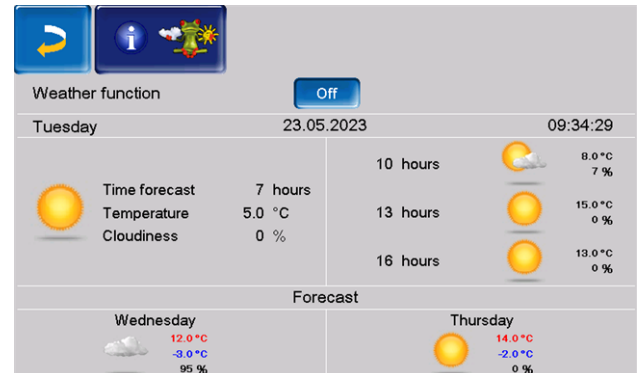 i
Weather function Off
Tuesday 23.05.2023 09:34:29
Time forecast 7 hours
Temperature 5.0 °C
Cloudiness 0 %
10 hours 8.0°C
7 %
13 hours 15.0°C
0 %
16 hours 13.0°C
0 %
Forecast
Wednesday
12.0°C
-3.0°C
95 %
Thursday
14.0°C
-2.0°C
0 %